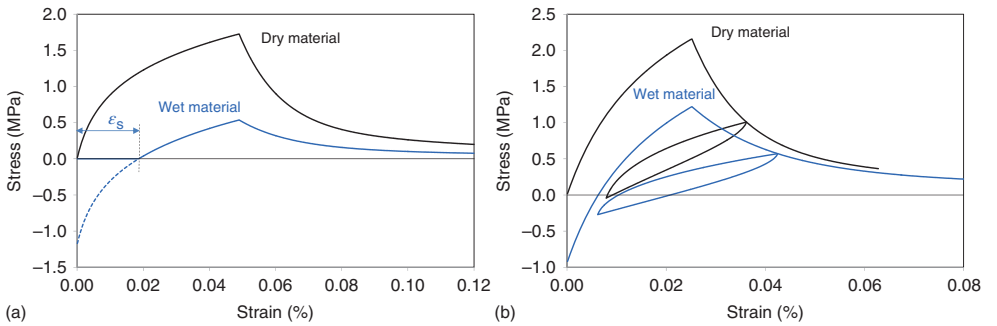 2.0
1.5
1.0
0.5
0.0
−0.5
−1.0
−1.5
Stress (MPa)
Dry material
Wet material
εs
0.00 0.02 0.04 0.06 0.08 0.10 0.12
Strain (%)
(a)
2.5
2.0
1.5
1.0
0.5
0.0
−0.5
−1.0
Stress (MPa)
Dry material
Wet material
0.00 0.02 0.04 0.06 0.08
Strain (%)
(b)